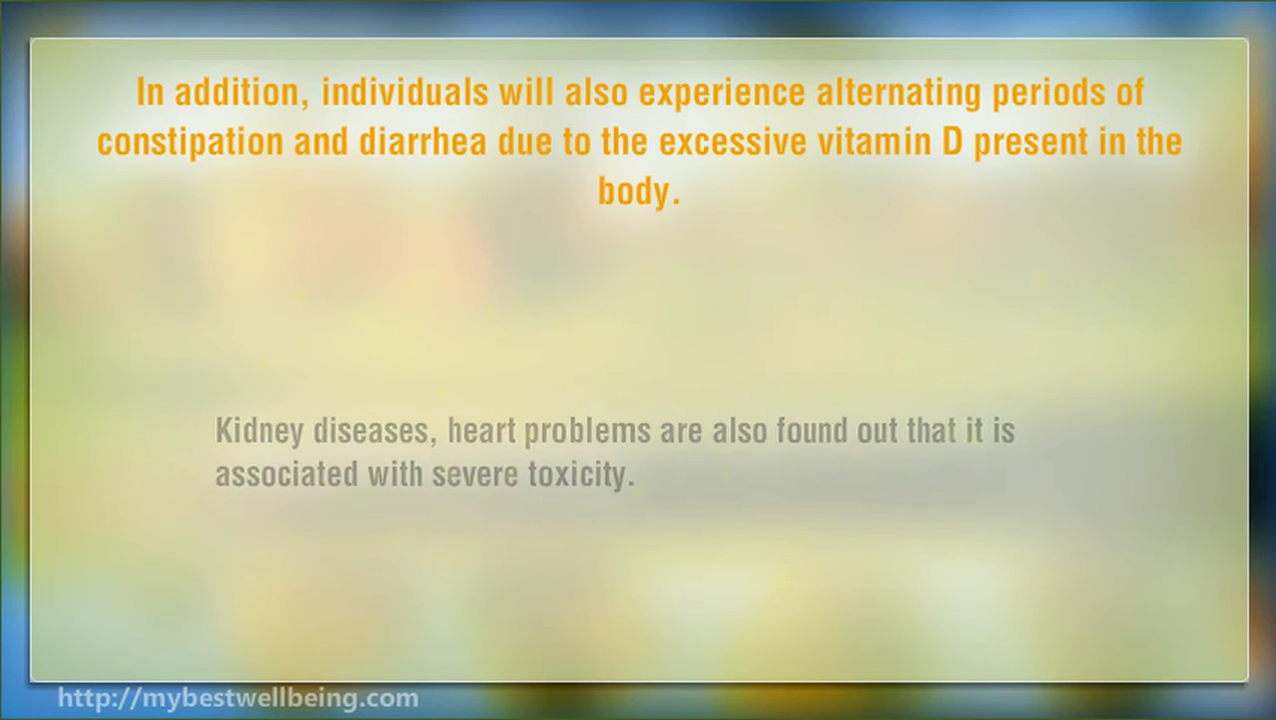 In addition, individuals will also experience alternating periods of
constipation and diarrhea due to the excessive vitamin D present in the
body.
Kidney diseases, heart problems are also found out that it is
associated with severe toxicity.
http://mybestwellbeing.com